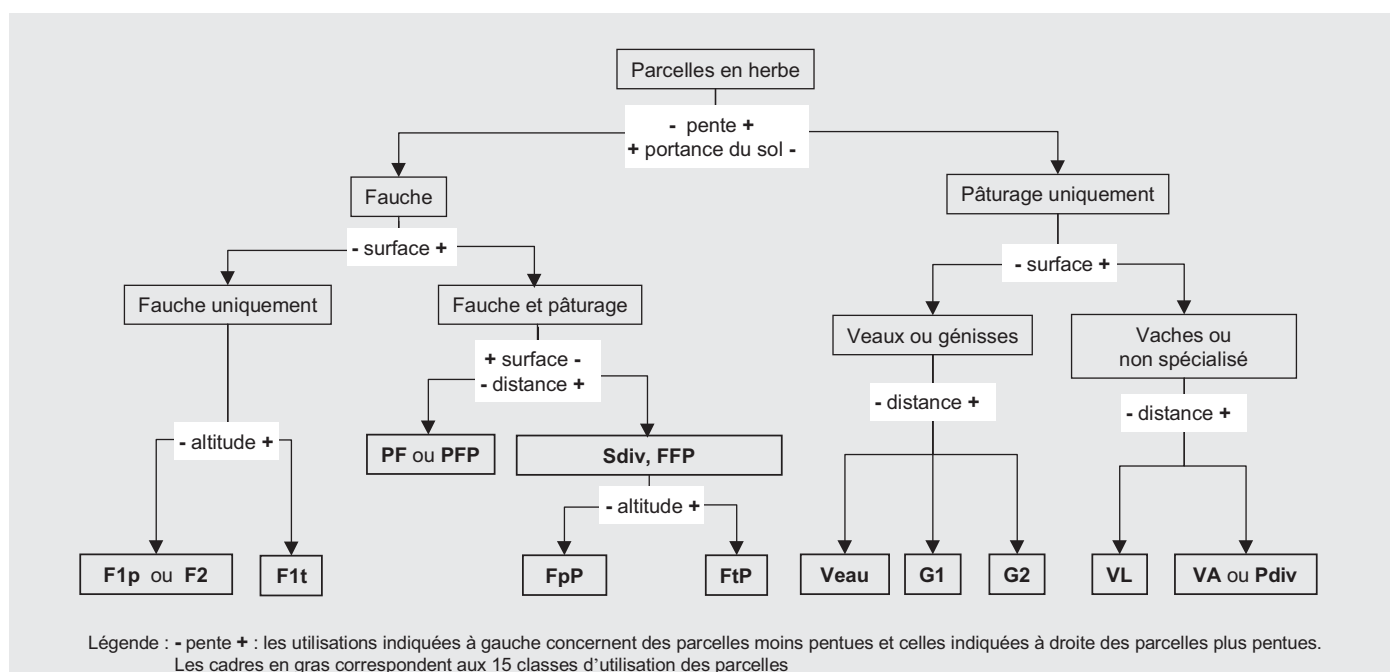 Parcelles en herbe
- pente +
+ portance du sol -
Fauche
Pâturage uniquement
- surface +
- surface +
Fauche uniquement
Fauche et pâturage
Veaux ou génisses
Vaches ou
non spécialisé
+ surface -
- distance +
- distance +
- distance +
- altitude +
PF ou PFP
Sdiv, FFP
- altitude +
F1p ou F2
F1t
FpP
FtP
Veau
G1
G2
VL
VA ou Pdiv
Légende : - pente + : les utilisations indiquées à gauche concernent des parcelles moins pentues et celles indiquées à droite des parcelles plus pentues.
Les cadres en gras correspondent aux 15 classes d'utilisation des parcelles